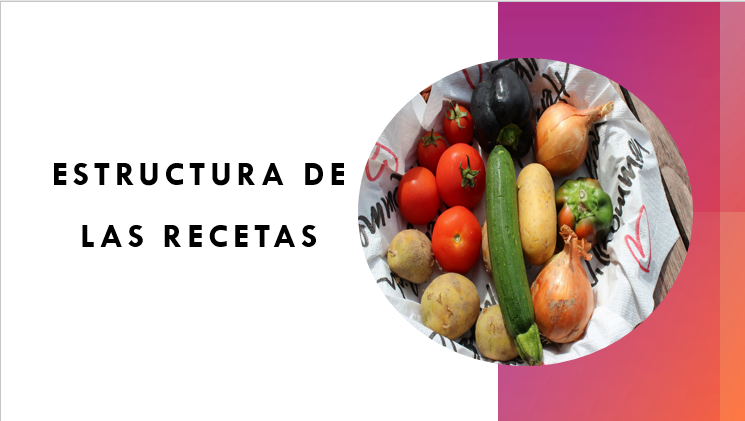 ESTRUCTURA DE
LAS RECETAS